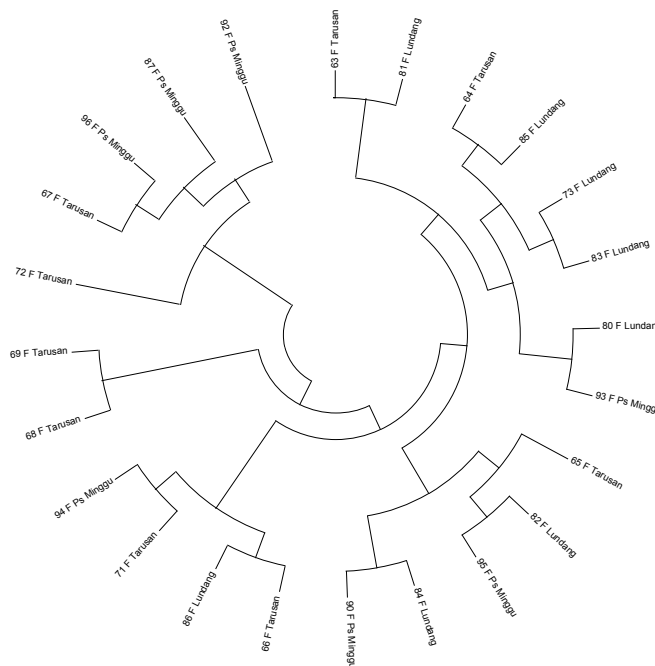 63 F Tarusan
81 F Lundang
64 F Tarusan
85 F Lundang
73 F Lundang
83 F Lundang
80 F Lundan
93 F Ps Minggu
65 F Tarusan
82 F Lundang
95 F Ps Minggu
84 F Lundang
90 F Ps Minggu
66 F Tarusan
86 F Lundang
71 F Tarusan
94 F Ps Minggu
68 F Tarusan
69 F Tarusan
72 F Tarusan
67 F Tarusan
96 F Ps Minggu
87 F Ps Minggu
92 F Ps Minggu